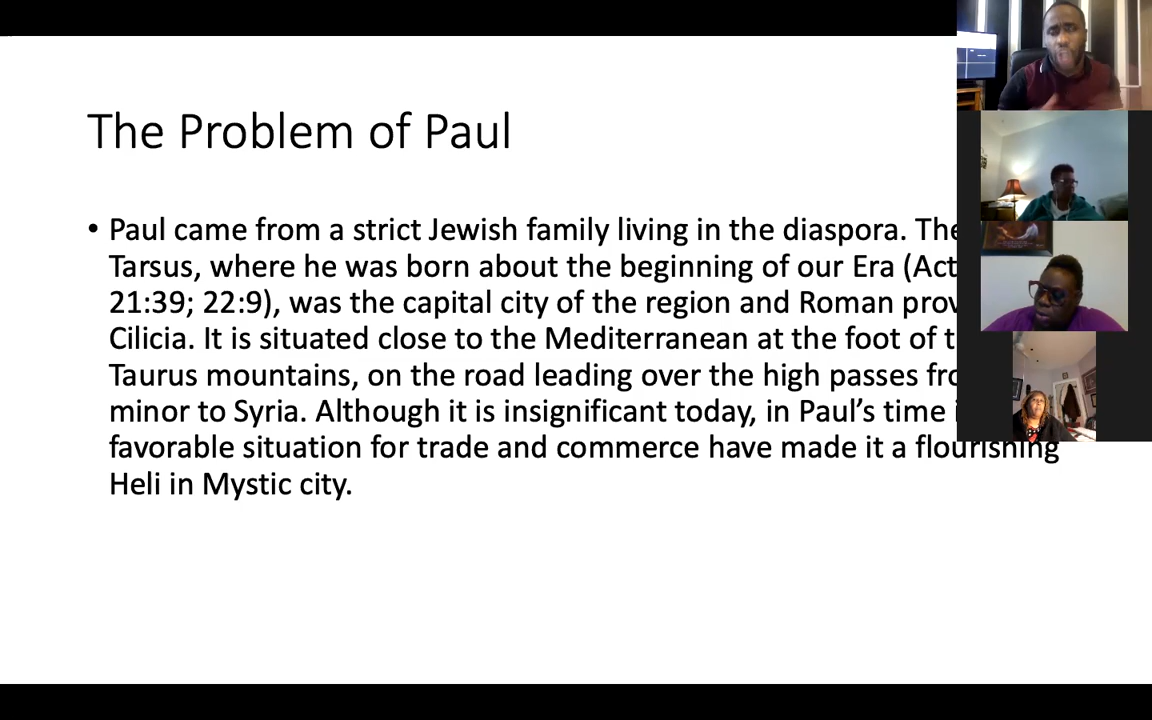 The Problem of Paul
• Paul came from a strict Jewish family living in the diaspora. The
Tarsus, where he was born about the beginning of our Era (Act
21:39; 22:9), was the capital city of the region and Roman prov
Cilicia. It is situated close to the Mediterranean at the foot of t
Taurus mountains, on the road leading over the high passes fro
minor to Syria. Although it is insignificant today, in Paul's time i
favorable situation for trade and commerce have made it a flourishing
Heli in Mystic city.